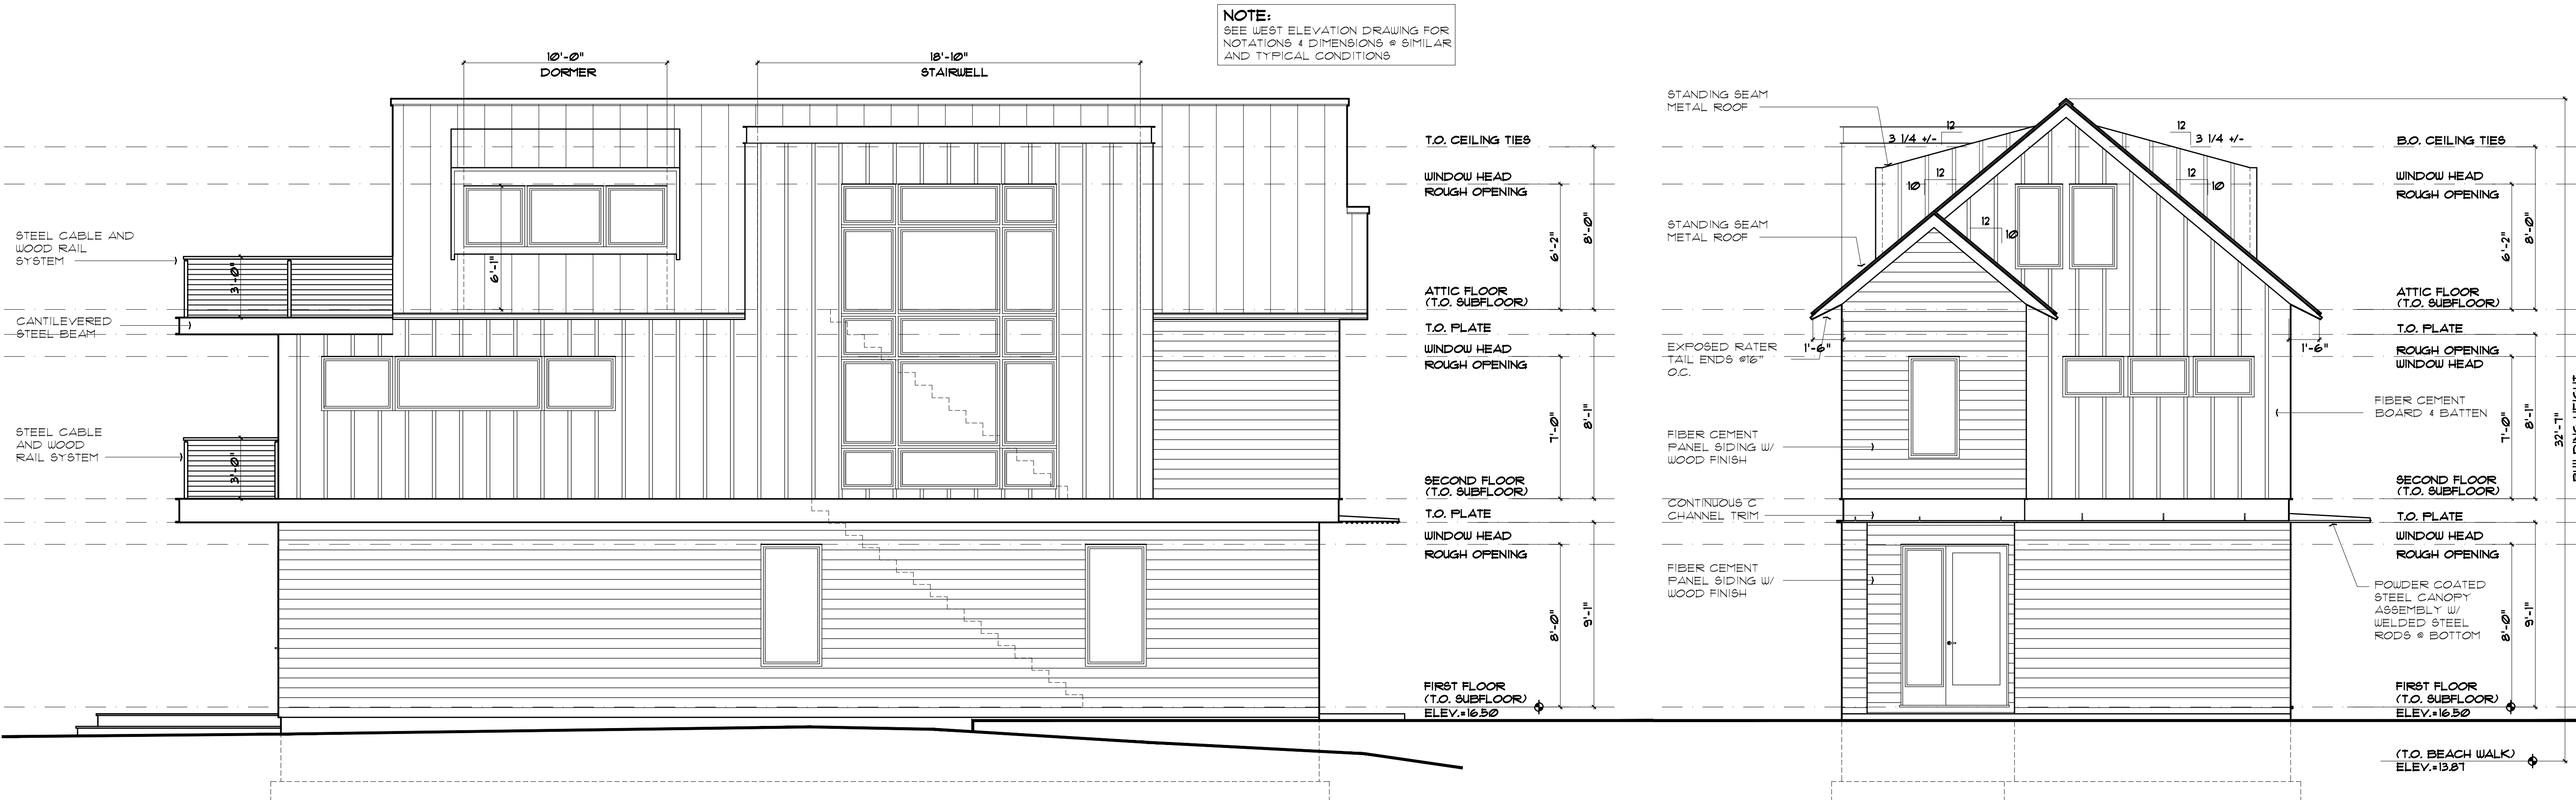 NOTE:
SEE WEST ELEVATION DRAWING FOR
NOTATIONS & DIMENSIONS @ SIMILAR
AND TYPICAL CONDITIONS
10'-0"
DORMER
18'-10"
STAIRWELL
STEEL CABLE AND
WOOD RAIL
SYSTEM
3'-0"
6'-1"
CANTILEVERED
STEEL BEAM
STEEL CABLE
AND WOOD
RAIL SYSTEM
3'-0"
T.O. CEILING TIES
WINDOW HEAD
ROUGH OPENING
6'-2"
8'-0"
ATTIC FLOOR
(T.O. SUBFLOOR)
T.O. PLATE
WINDOW HEAD
ROUGH OPENING
7'-0"
8'-1"
SECOND FLOOR
(T.O. SUBFLOOR)
T.O. PLATE
WINDOW HEAD
ROUGH OPENING
8'-0"
9'-1"
FIRST FLOOR
(T.O. SUBFLOOR)
ELEV.=16.50
STANDING SEAM
METAL ROOF
12
3 1/4 +/-
12
3 1/4 +/-
12
10
12
10
12
10
STANDING SEAM
METAL ROOF
EXPOSED RATER
TAIL ENDS @16"
O.C.
1'-6"
1'-6"
FIBER CEMENT
PANEL SIDING W/
WOOD FINISH
CONTINUOUS C
CHANNEL TRIM
FIBER CEMENT
PANEL SIDING W/
WOOD FINISH
B.O. CEILING TIES
WINDOW HEAD
ROUGH OPENING
6'-2"
8'-0"
ATTIC FLOOR
(T.O. SUBFLOOR)
T.O. PLATE
ROUGH OPENING
WINDOW HEAD
FIBER CEMENT
BOARD & BATTEN
7'-0"
8'-1"
32'-7"
SECOND FLOOR
(T.O. SUBFLOOR)
T.O. PLATE
WINDOW HEAD
ROUGH OPENING
POWDER COATED
STEEL CANOPY
ASSEMBLY W/
WELDED STEEL
RODS @ BOTTOM
8'-0"
9'-1"
FIRST FLOOR
(T.O. SUBFLOOR)
ELEV.=16.50
(T.O. BEACH WALK)
ELEV.=13.87